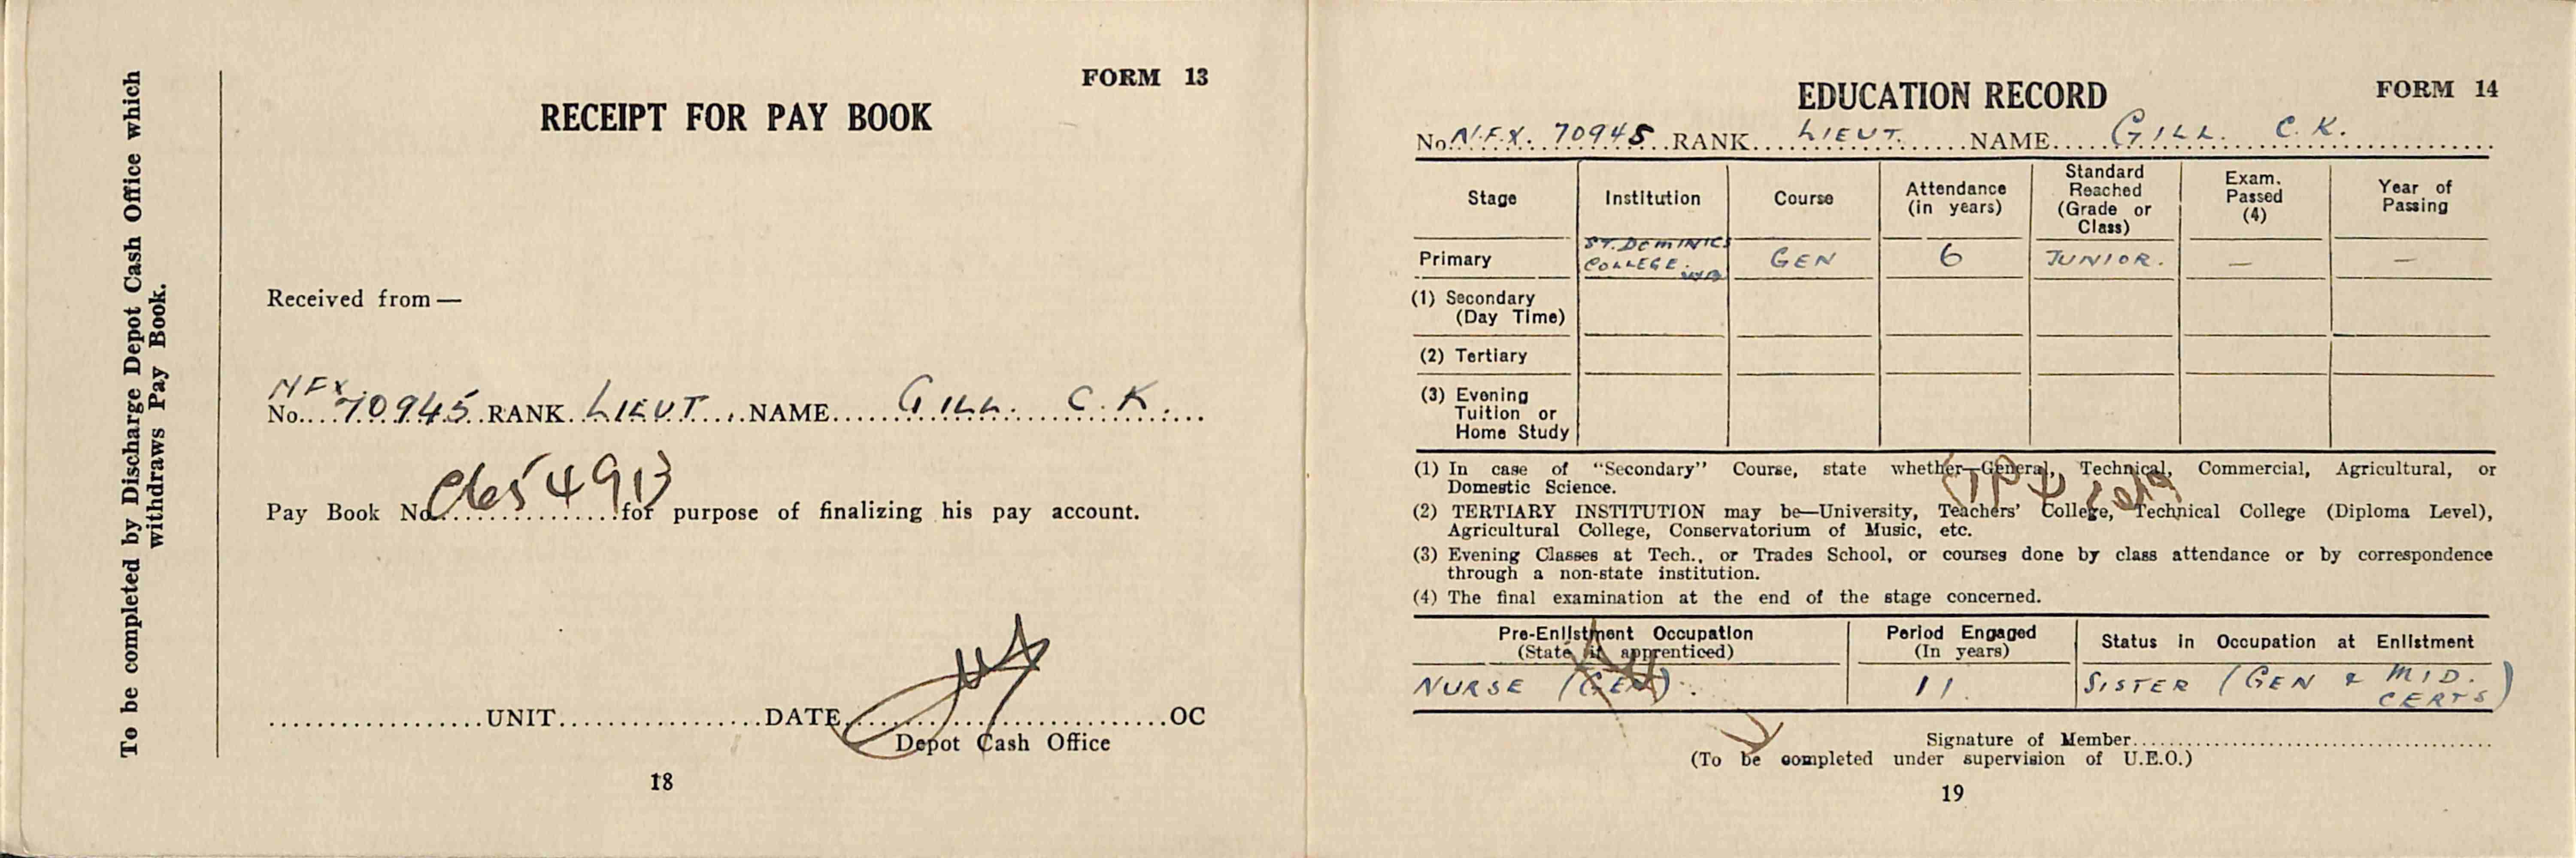 To be completed by Discharge Depot Cash Office which
withdraws Pay Book.
FORM 13
RECEIPT FOR PAY BOOK
Received from —
NFX
No....70945..RANK..LIEUT...NAME......GILL. C. K.....
Pay Book No.................for purpose of finalizing his pay account.
...................UNIT..................DATE..............................OC
Depot Cash Office
18
FORM 14
EDUCATION RECORD
No N.F.X. 70945 RANK....LIEUT.......NAME.....GILL. C. K.
Stage
Institution
Course
Attendance
(in years)
Standard
Reached
(Grade or
Class)
Exam.
Passed
(4)
Year of
Passing
Primary
ST. DOMINICS
COLLEGE.
GEN
6
JUNIOR.
—
—
(1) Secondary
(Day Time)
(2) Tertiary
(3) Evening
Tuition or
Home Study
(1) In case of "Secondary" Course, state whether—General, Technical, Commercial, Agricultural, or
Domestic Science.
(2) TERTIARY INSTITUTION may be—University, Teachers' College, Technical College (Diploma Level),
Agricultural College, Conservatorium of Music, etc.
(3) Evening Classes at Tech., or Trades School, or courses done by class attendance or by correspondence
through a non-state institution.
(4) The final examination at the end of the stage concerned.
Pre-Enlistment Occupation
(State if apprenticed)
Period Engaged
(In years)
Status in Occupation at Enlistment
NURSE (GEN).
11.
SISTER (GEN & MID.
CERTS)
Signature of Member................................................
(To be completed under supervision of U.E.O.)
19